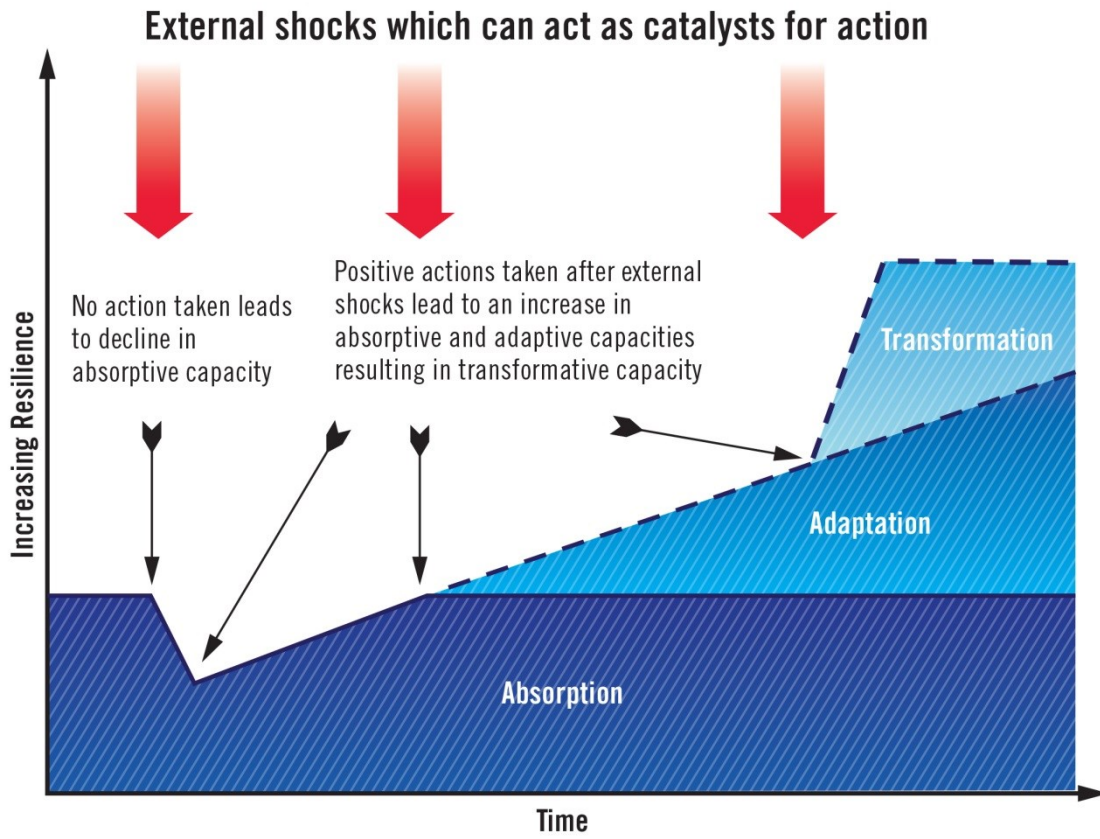 External shocks which can act as catalysts for action
No action taken leads
to decline in
absorptive capacity
Positive actions taken after external
shocks lead to an increase in
absorptive and adaptive capacities
resulting in transformative capacity
Transformation
Adaptation
Absorption
Increasing Resilience
Time